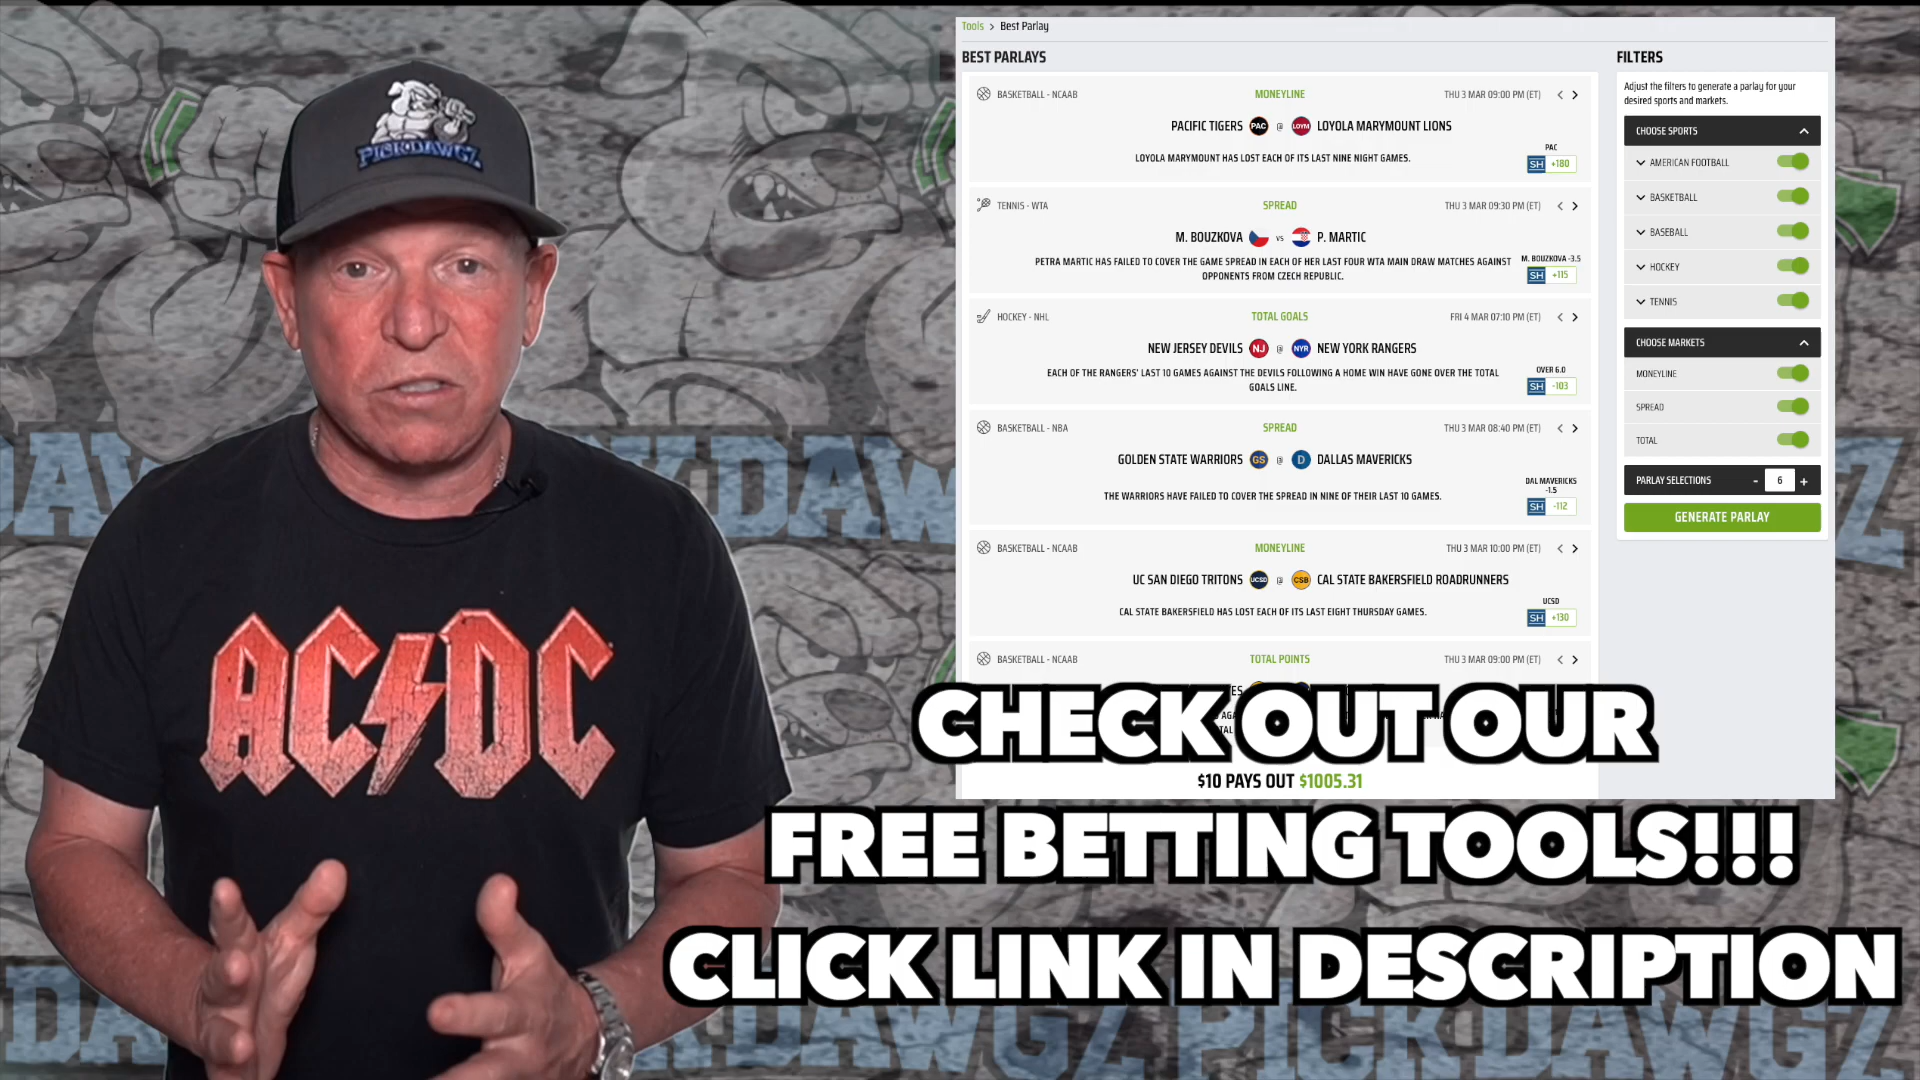 Tools > Best Parlay
BEST PARLAYS
BASKETBALL - NCAAB MONEYLINE THU 3 MAR 09:00 PM (ET)
PACIFIC TIGERS PAC @ LOYM LOYOLA MARYMOUNT LIONS
LOYOLA MARYMOUNT HAS LOST EACH OF ITS LAST NINE NIGHT GAMES.
PAC
SH +180
TENNIS - WTA SPREAD THU 3 MAR 09:30 PM (ET)
M. BOUZKOVA VS P. MARTIC
PETRA MARTIC HAS FAILED TO COVER THE GAME SPREAD IN EACH OF HER LAST FOUR WTA MAIN DRAW MATCHES AGAINST
OPPONENTS FROM CZECH REPUBLIC.
M. BOUZKOVA -3.5
SH +115
HOCKEY - NHL TOTAL GOALS FRI 4 MAR 07:10 PM (ET)
NEW JERSEY DEVILS NJ @ NYR NEW YORK RANGERS
EACH OF THE RANGERS' LAST 10 GAMES AGAINST THE DEVILS FOLLOWING A HOME WIN HAVE GONE OVER THE TOTAL
GOALS LINE.
OVER 6.0
SH -103
BASKETBALL - NBA SPREAD THU 3 MAR 08:40 PM (ET)
GOLDEN STATE WARRIORS GS @ D DALLAS MAVERICKS
THE WARRIORS HAVE FAILED TO COVER THE SPREAD IN NINE OF THEIR LAST 10 GAMES.
DAL MAVERICKS
-1.5
SH -112
BASKETBALL - NCAAB MONEYLINE THU 3 MAR 10:00 PM (ET)
UC SAN DIEGO TRITONS UCSD @ CSB CAL STATE BAKERSFIELD ROADRUNNERS
CAL STATE BAKERSFIELD HAS LOST EACH OF ITS LAST EIGHT THURSDAY GAMES.
UCSD
SH +130
BASKETBALL - NCAAB TOTAL POINTS THU 3 MAR 09:00 PM (ET)
$10 PAYS OUT $1005.31
FILTERS
Adjust the filters to generate a parlay for your
desired sports and markets.
CHOOSE SPORTS
AMERICAN FOOTBALL
BASKETBALL
BASEBALL
HOCKEY
TENNIS
CHOOSE MARKETS
MONEYLINE
SPREAD
TOTAL
PARLAY SELECTIONS - 6 +
GENERATE PARLAY
PICKDAWGZ
AC DC
CHECK OUT OUR
FREE BETTING TOOLS!!!
CLICK LINK IN DESCRIPTION
PICKDAWGZ